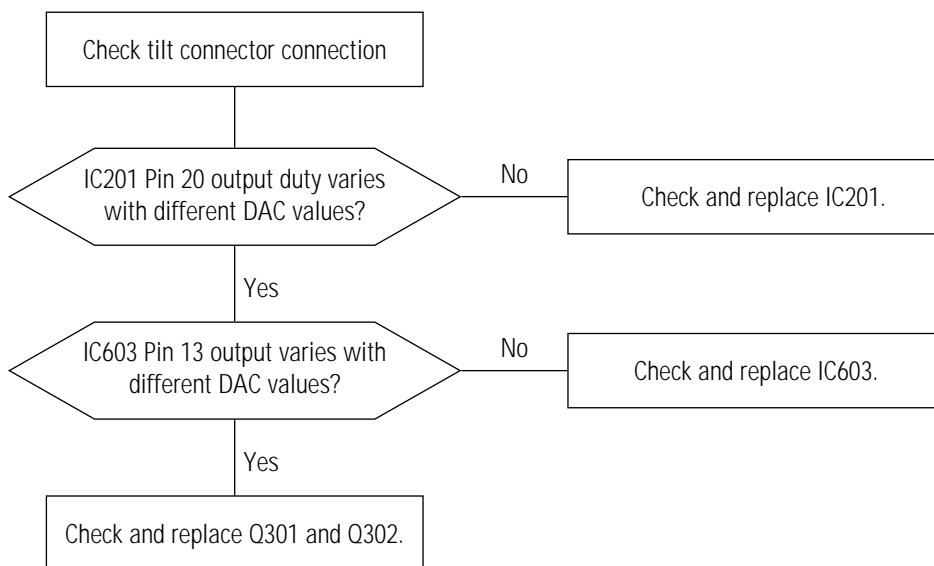 Check tilt connector connection
IC201 Pin 20 output duty varies
with different DAC values?
No
Check and replace IC201.
Yes
IC603 Pin 13 output varies with
different DAC values?
No
Check and replace IC603.
Yes
Check and replace Q301 and Q302.